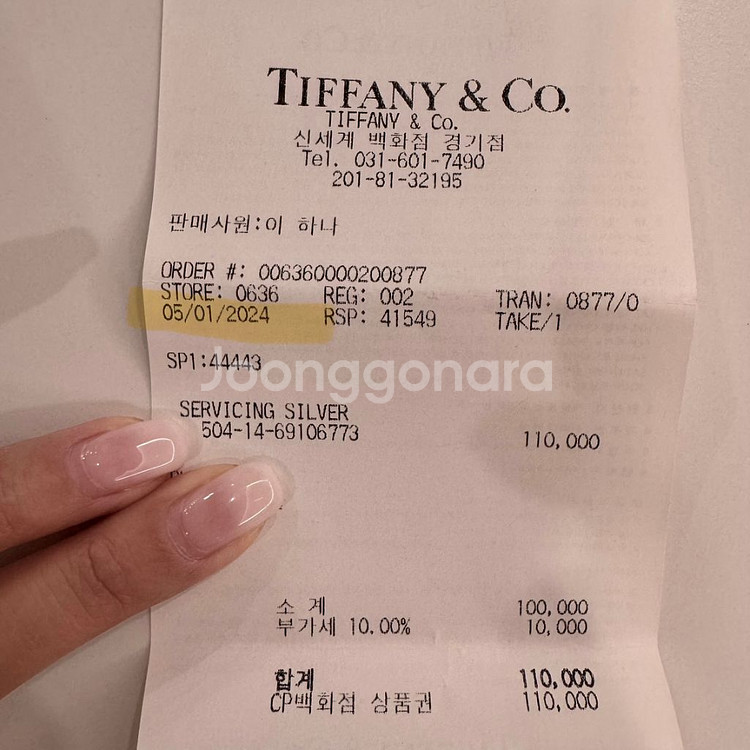 TIFFANY & CO.
TIFFANY & Co.
신세계 백화점 경기점
Tel. 031-601-7490
201-81-32195
판매사원:이 하나
ORDER #: 006360000200877
STORE: 0636 REG: 002 TRAN: 0877/0
05/01/2024 RSP: 41549 TAKE/1
SP1:44443
Joonggonara
SERVICING SILVER
504-14-69106773 110,000
소 계 100,000
부가세 10.00% 10,000
합계 110,000
CP백화점 상품권 110,000